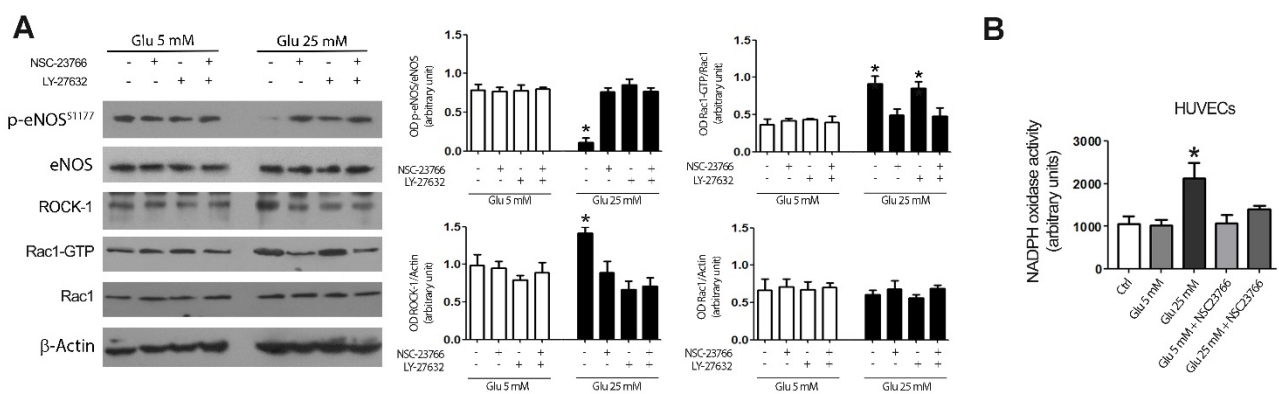 A
Glu 5 mM Glu 25 mM
NSC-23766 - + - + - + - +
LY-27632 - - + + - - + +
p-eNOS S1177
eNOS
ROCK-1
Rac1-GTP
Rac1
β-Actin
OD p-eNOS/eNOS
(arbitrary unit)
1.5
1.0
0.5
0.0
*
NSC-23766 - + - + - + - +
LY-27632 - - + + - - + +
Glu 5 mM Glu 25 mM
OD Rac1-GTP/Rac1
(arbitrary unit)
1.5
1.0
0.5
0.0
* *
NSC-23766 - + - + - + - +
LY-27632 - - + + - - + +
Glu 5 mM Glu 25 mM
OD ROCK-1/Actin
(arbitrary unit)
1.5
1.0
0.5
0.0
*
NSC-23766 - + - + - + - +
LY-27632 - - + + - - + +
Glu 5 mM Glu 25 mM
OD Rac1/Actin
(arbitrary unit)
1.5
1.0
0.5
0.0
NSC-23766 - + - + - + - +
LY-27632 - - + + - - + +
Glu 5 mM Glu 25 mM
B
HUVECs
NADPH oxidase activity
(arbitrary units)
3000
2000
1000
0
*
Ctrl
Glu 5 mM
Glu 25 mM
Glu 5 mM + NSC23766
Glu 25 mM + NSC23766